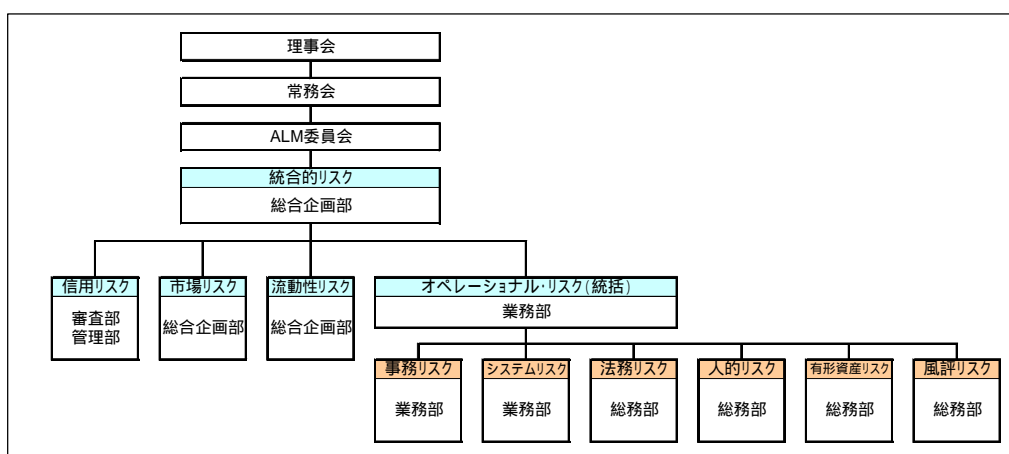 理事会
常務会
ALM委員会
統合的リスク
総合企画部
信用リスク
審査部
管理部
市場リスク
総合企画部
流動性リスク
総合企画部
オペレーショナル・リスク(統括)
業務部
事務リスク
業務部
システムリスク
業務部
法務リスク
総務部
人的リスク
総務部
有形資産リスク
総務部
風評リスク
総務部